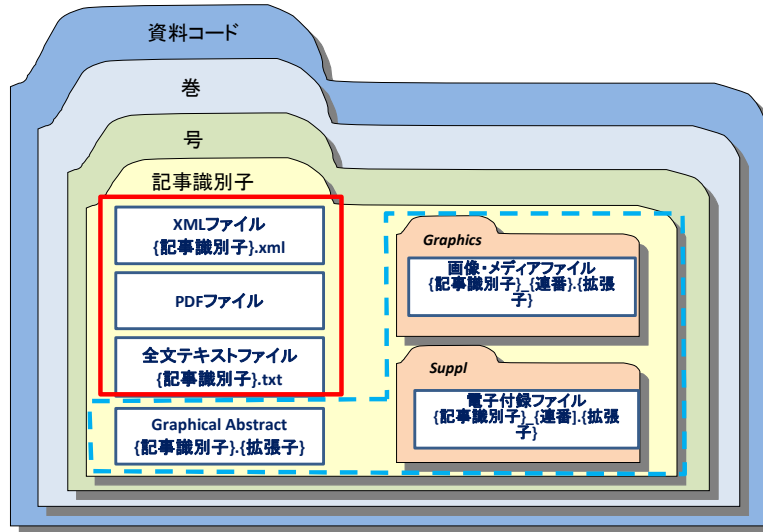 資料コード
巻
号
記事識別子
XMLファイル
{記事識別子}.xml
PDFファイル
全文テキストファイル
{記事識別子}.txt
Graphical Abstract
{記事識別子}.{拡張子}
Graphics
画像・メディアファイル
{記事識別子}_{連番}.{拡張
子}
Suppl
電子付録ファイル
{記事識別子}_{連番].{拡張
子}